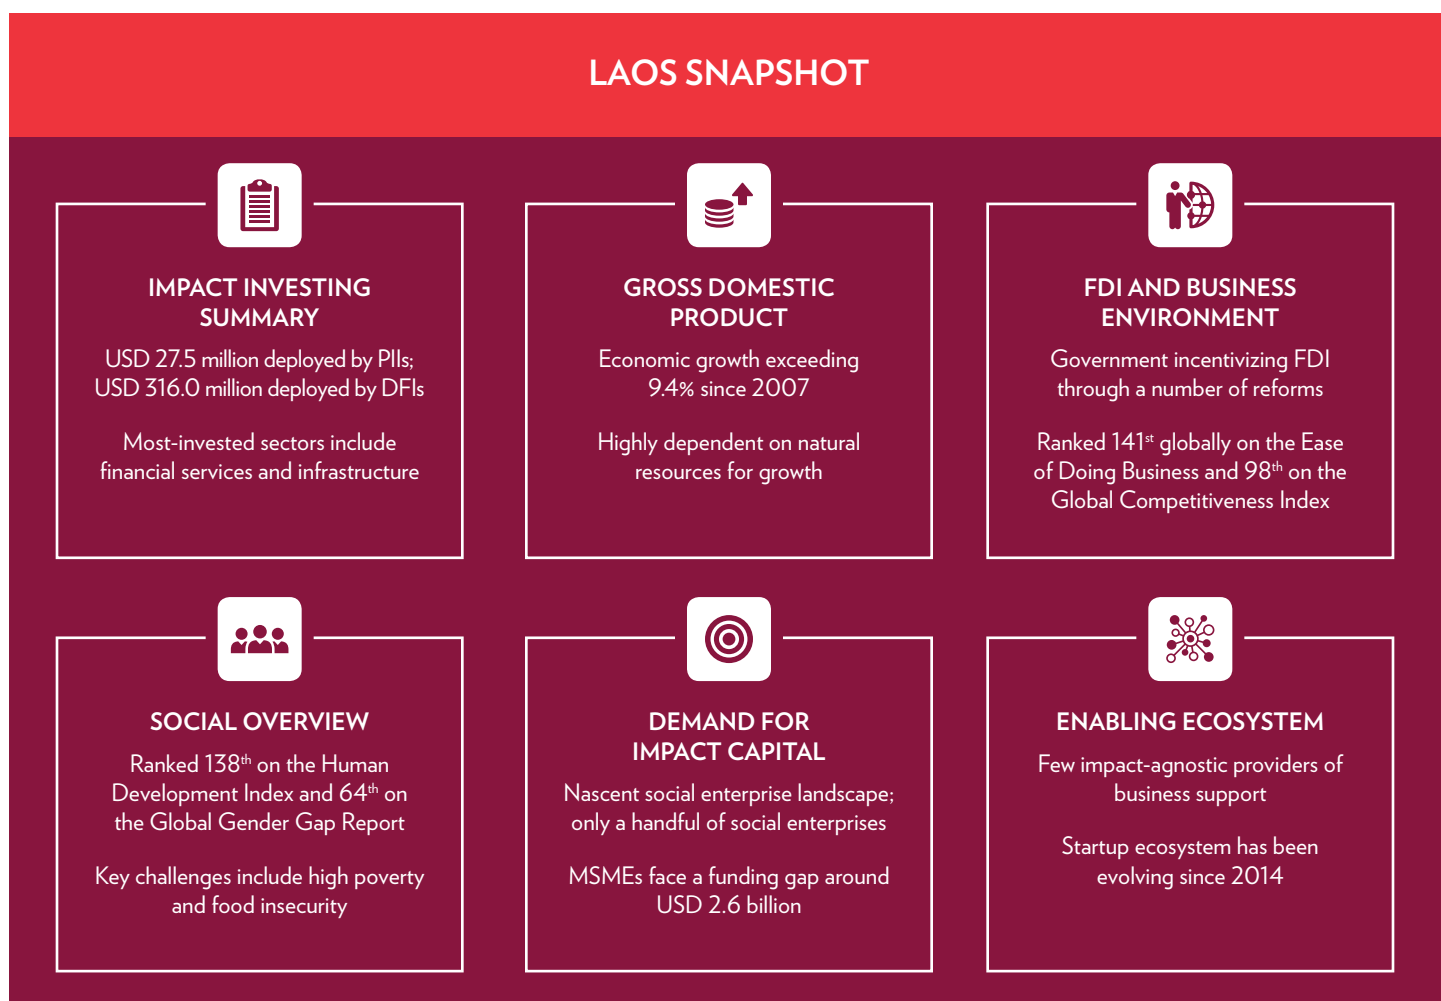 LAOS SNAPSHOT
IMPACT INVESTING
SUMMARY
USD 27.5 million deployed by PIIs;
USD 316.0 million deployed by DFIs
Most-invested sectors include
financial services and infrastructure
GROSS DOMESTIC
PRODUCT
Economic growth exceeding
9.4% since 2007
Highly dependent on natural
resources for growth
FDI AND BUSINESS
ENVIRONMENT
Government incentivizing FDI
through a number of reforms
Ranked 141st globally on the Ease
of Doing Business and 98th on the
Global Competitiveness Index
SOCIAL OVERVIEW
Ranked 138th on the Human
Development Index and 64th on
the Global Gender Gap Report
Key challenges include high poverty
and food insecurity
DEMAND FOR
IMPACT CAPITAL
Nascent social enterprise landscape;
only a handful of social enterprises
MSMEs face a funding gap around
USD 2.6 billion
ENABLING ECOSYSTEM
Few impact-agnostic providers of
business support
Startup ecosystem has been
evolving since 2014